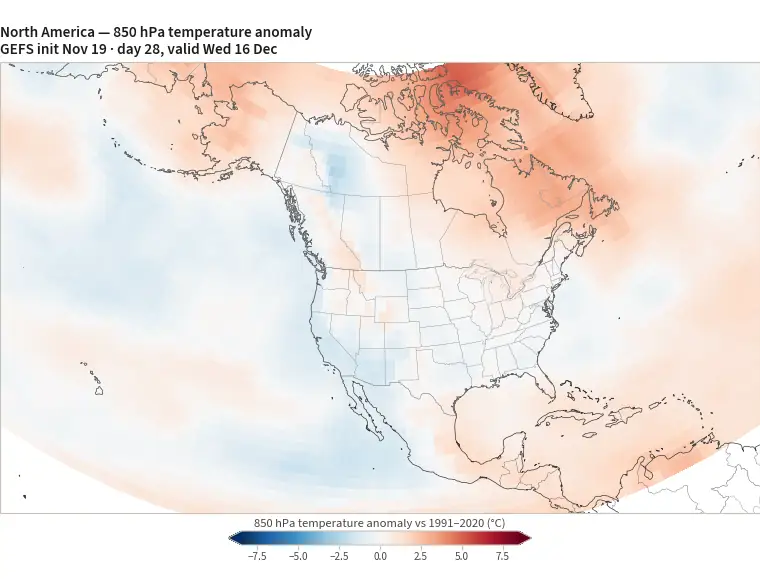 North America — 850 hPa temperature anomaly
GEFS init Nov 19 · day 28, valid Wed 16 Dec
850 hPa temperature anomaly vs 1991–2020 (°C)
−7.5 −5.0 −2.5 0.0 2.5 5.0 7.5